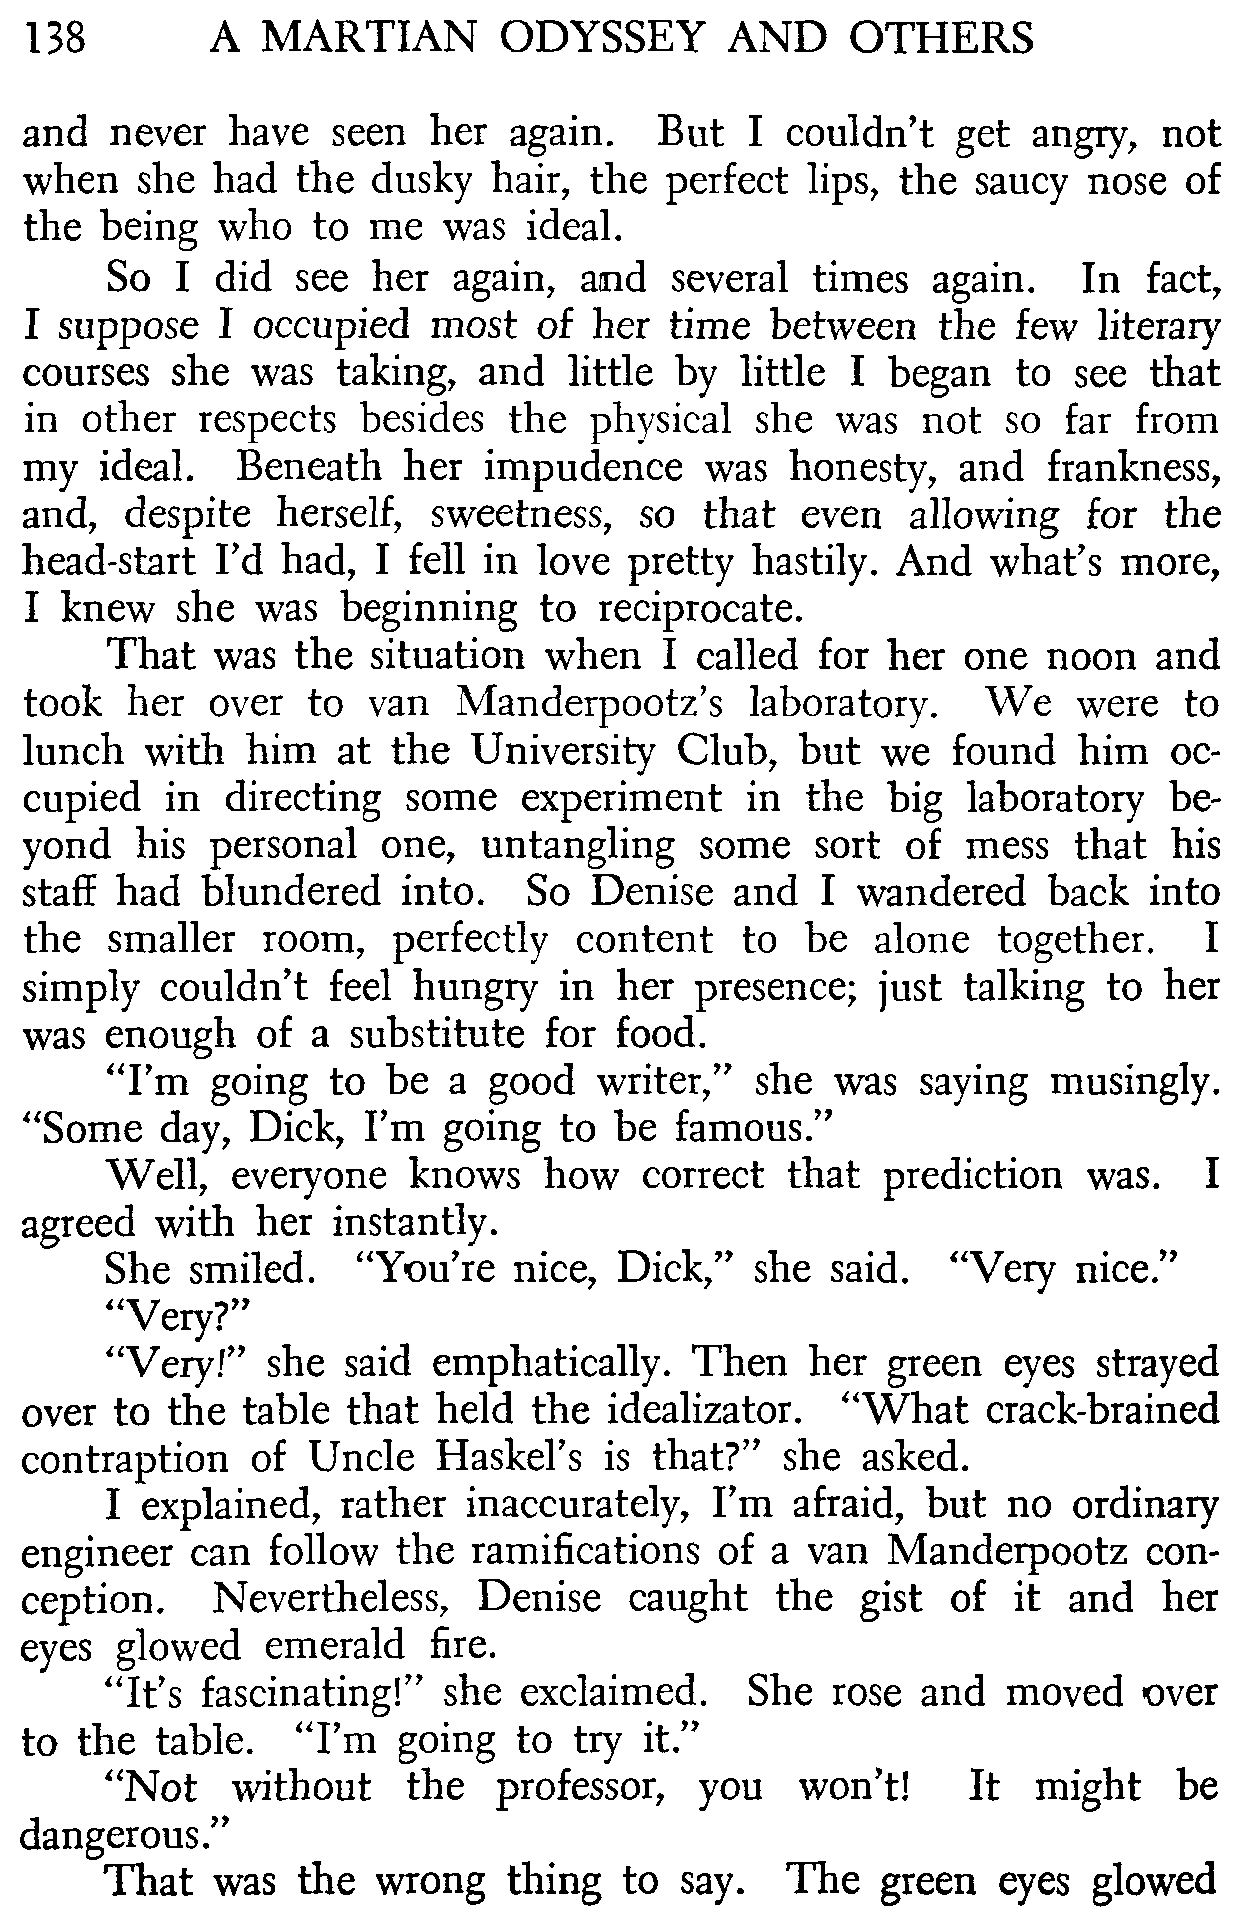 138 A MARTIAN ODYSSEY AND OTHERS
and never have seen her again. But I couldn't get angry, not
when she had the dusky hair, the perfect lips, the saucy nose of
the being who to me was ideal.
So I did see her again, and several times again. In fact,
I suppose I occupied most of her time between the few literary
courses she was taking, and little by little I began to see that
in other respects besides the physical she was not so far from
my ideal. Beneath her impudence was honesty, and frankness,
and, despite herself, sweetness, so that even allowing for the
head-start I'd had, I fell in love pretty hastily. And what's more,
I knew she was beginning to reciprocate.
That was the situation when I called for her one noon and
took her over to van Manderpootz's laboratory. We were to
lunch with him at the University Club, but we found him oc-
cupied in directing some experiment in the big laboratory be-
yond his personal one, untangling some sort of mess that his
staff had blundered into. So Denise and I wandered back into
the smaller room, perfectly content to be alone together. I
simply couldn't feel hungry in her presence; just talking to her
was enough of a substitute for food.
“I'm going to be a good writer,” she was saying musingly.
“Some day, Dick, I'm going to be famous.”
Well, everyone knows how correct that prediction was. I
agreed with her instantly.
She smiled. “You're nice, Dick,” she said. “Very nice.”
“Very?”
“Very!” she said emphatically. Then her green eyes strayed
over to the table that held the idealizator. “What crack-brained
contraption of Uncle Haskel's is that?” she asked.
I explained, rather inaccurately, I'm afraid, but no ordinary
engineer can follow the ramifications of a van Manderpootz con-
ception. Nevertheless, Denise caught the gist of it and her
eyes glowed emerald fire.
“It's fascinating!” she exclaimed. She rose and moved over
to the table. “I'm going to try it.”
“Not without the professor, you won't! It might be
dangerous.”
That was the wrong thing to say. The green eyes glowed